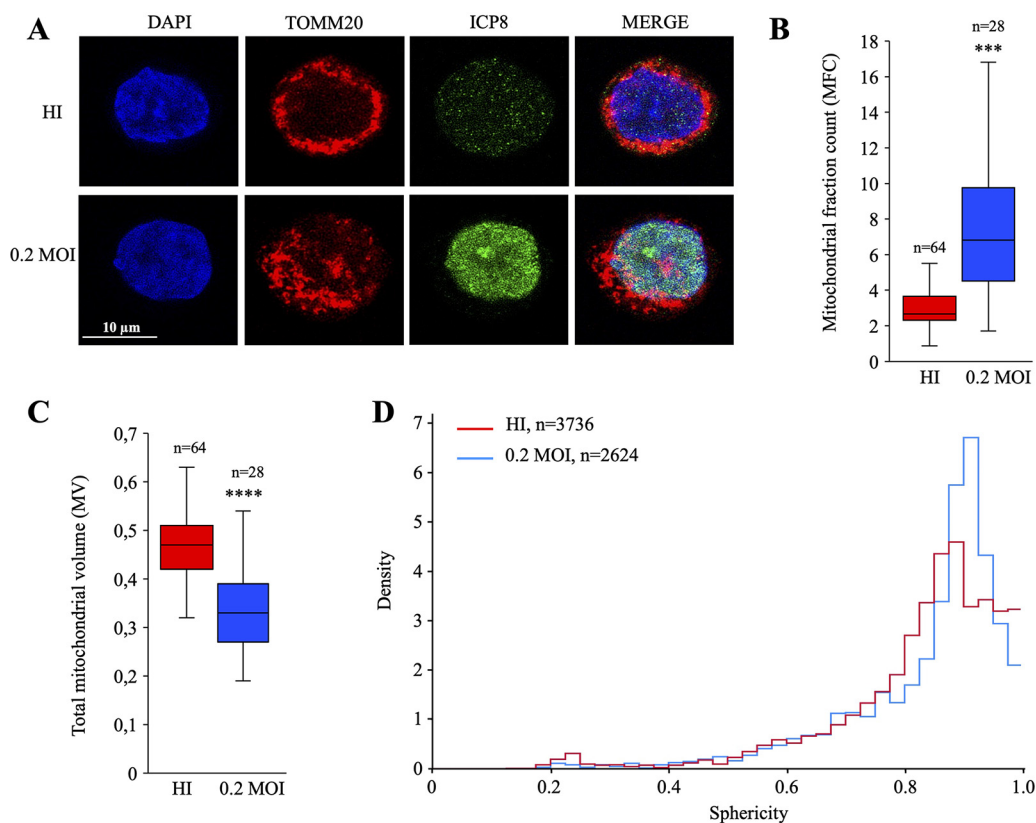 A
DAPI
TOMM20
ICP8
MERGE
HI
0.2 MOI
10 µm
B
Mitochondrial fraction count (MFC)
18
16
14
12
10
8
6
4
2
0
n=28
***
n=64
HI
0.2 MOI
C
Total mitochondrial volume (MV)
0,7
0,6
0,5
0,4
0,3
0,2
0,1
0
n=64
n=28
****
HI
0.2 MOI
D
HI, n=3736
0.2 MOI, n=2624
Density
7
6
5
4
3
2
1
0
0
0.2
0.4
0.6
0.8
1.0
Sphericity